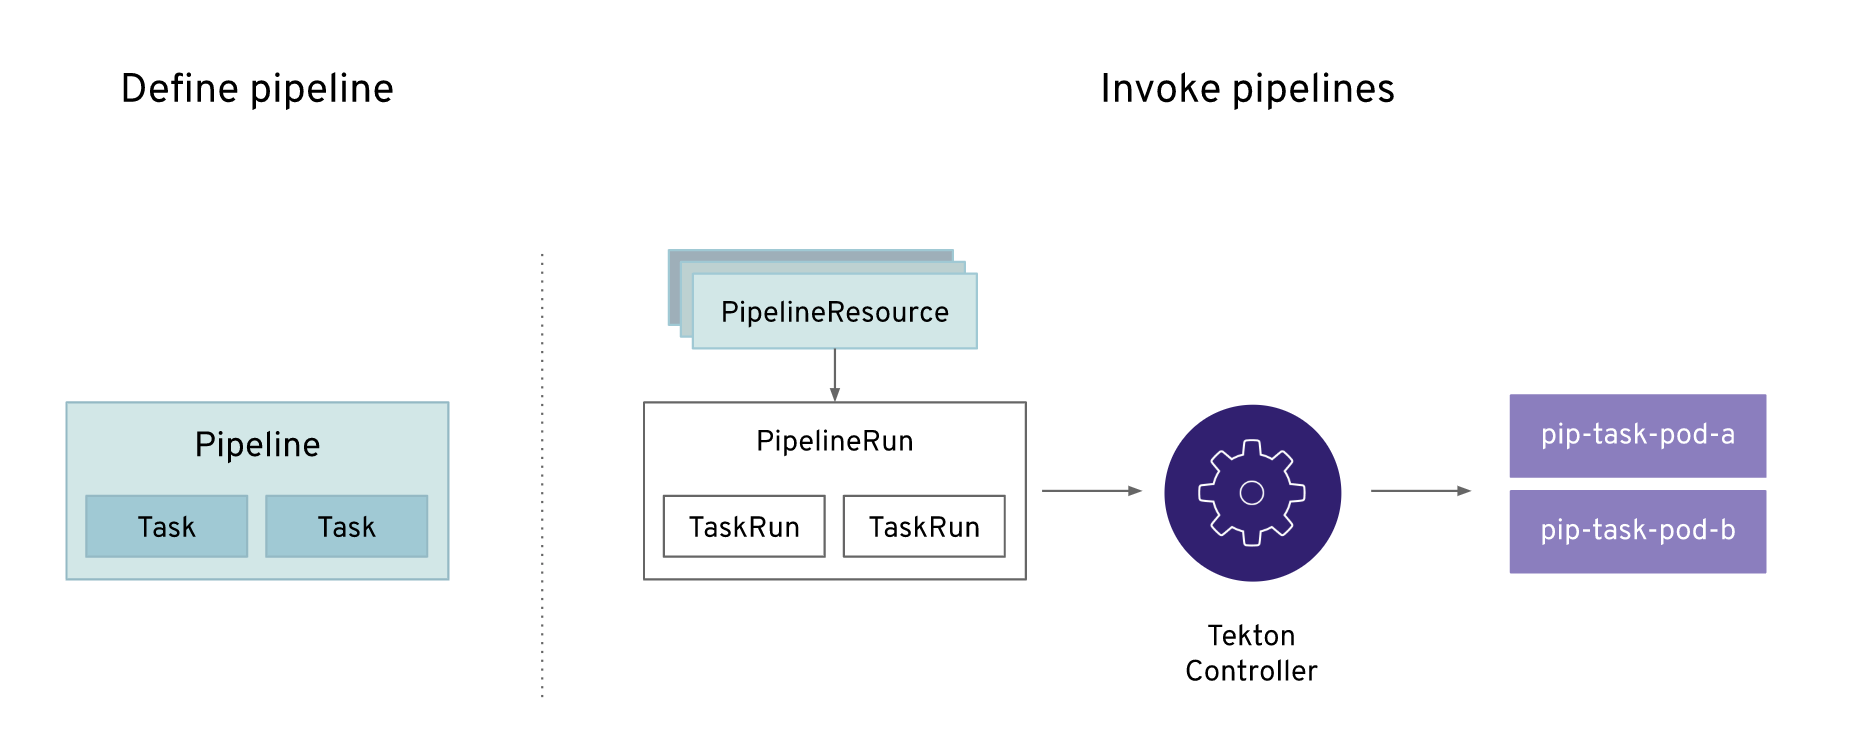 Define pipeline
Invoke pipelines
PipelineResource
Pipeline
Task
Task
PipelineRun
TaskRun
TaskRun
Tekton
Controller
pip-task-pod-a
pip-task-pod-b